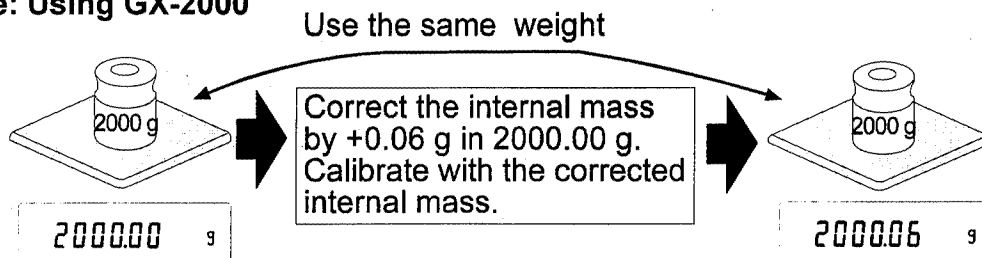 e: Using GX-2000
Use the same weight
2000 g
Correct the internal mass
by +0.06 g in 2000.00 g.
Calibrate with the corrected
internal mass.
2000 g
2000.00 g
2000.06 g